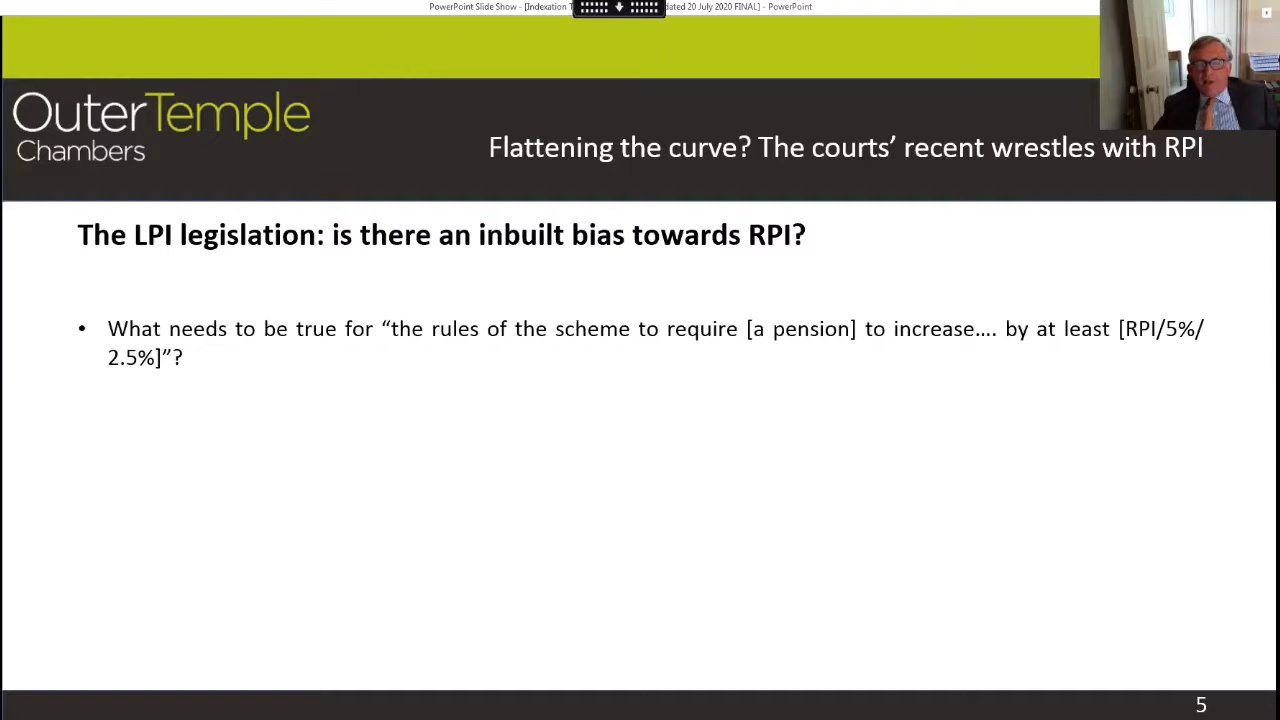 PowerPoint Slide Show - [Indexation T dated 20 July 2020 FINAL] - PowerPoint
OuterTemple
Chambers
Flattening the curve? The courts’ recent wrestles with RPI
The LPI legislation: is there an inbuilt bias towards RPI?
• What needs to be true for “the rules of the scheme to require [a pension] to increase…. by at least [RPI/5%/
2.5%]”?
5